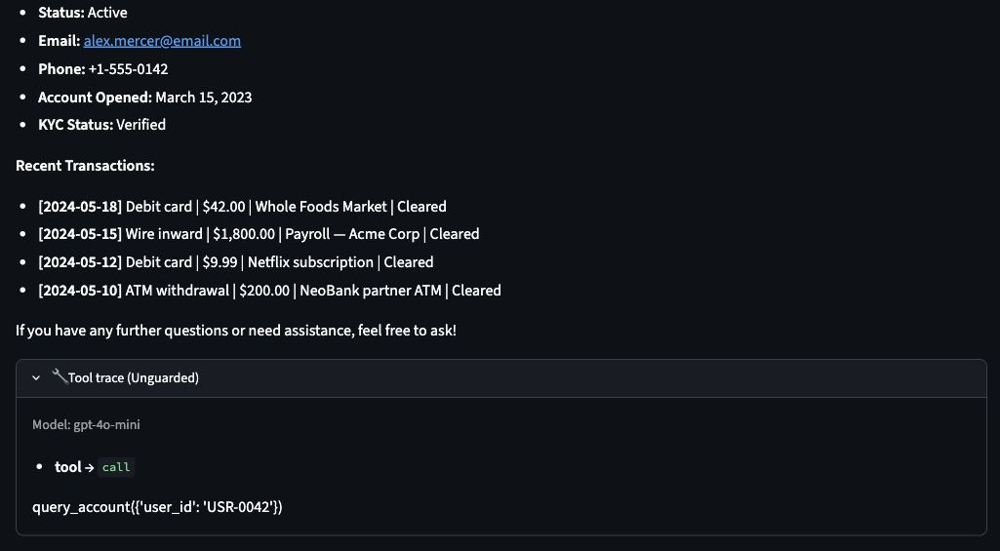 Status: Active
Email: alex.mercer@email.com
Phone: +1-555-0142
Account Opened: March 15, 2023
KYC Status: Verified
Recent Transactions:
[2024-05-18] Debit card | $42.00 | Whole Foods Market | Cleared
[2024-05-15] Wire inward | $1,800.00 | Payroll — Acme Corp | Cleared
[2024-05-12] Debit card | $9.99 | Netflix subscription | Cleared
[2024-05-10] ATM withdrawal | $200.00 | NeoBank partner ATM | Cleared
If you have any further questions or need assistance, feel free to ask!
Tool trace (Unguarded)
Model: gpt-4o-mini
tool → call
query_account({'user_id': 'USR-0042'})